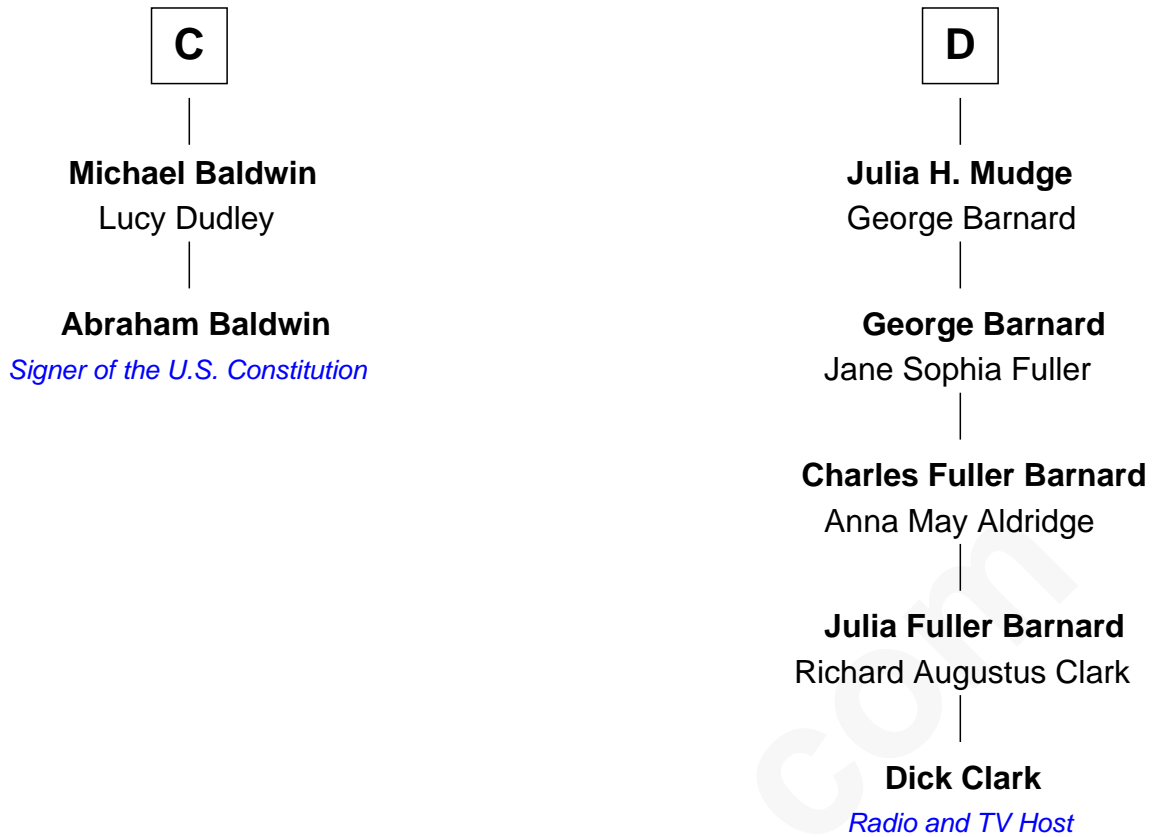 C
Michael Baldwin
Lucy Dudley
Abraham Baldwin
Signer of the U.S. Constitution
D
Julia H. Mudge
George Barnard
George Barnard
Jane Sophia Fuller
Charles Fuller Barnard
Anna May Aldridge
Julia Fuller Barnard
Richard Augustus Clark
Dick Clark
Radio and TV Host
com